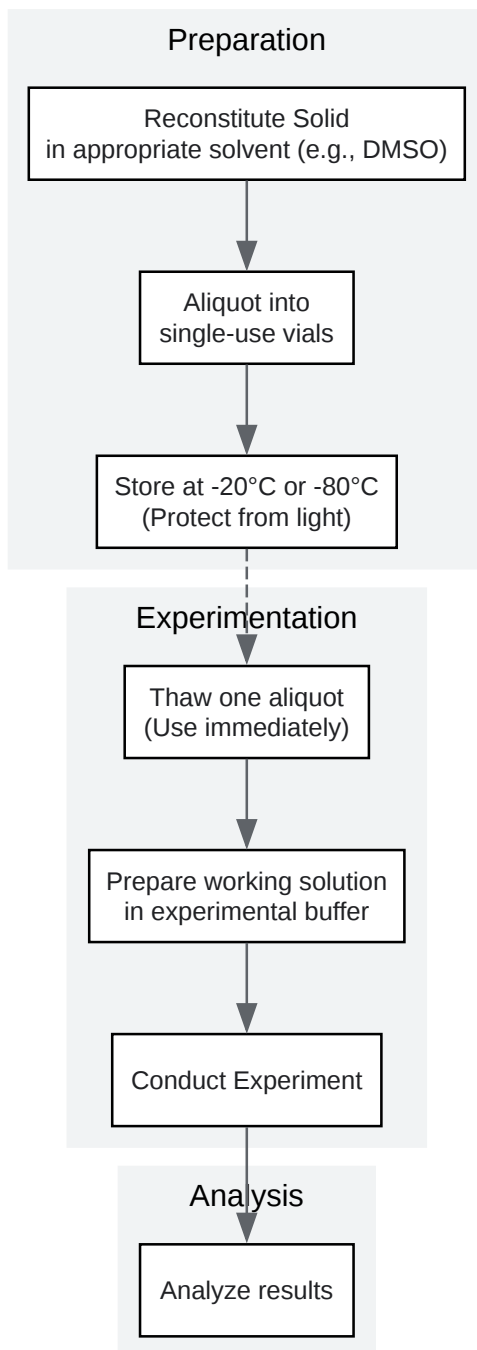 Preparation
Reconstitute Solid
in appropriate solvent (e.g., DMSO)
Aliquot into
single-use vials
Store at -20°C or -80°C
(Protect from light)
Experimentation
Thaw one aliquot
(Use immediately)
Prepare working solution
in experimental buffer
Conduct Experiment
Analysis
Analyze results